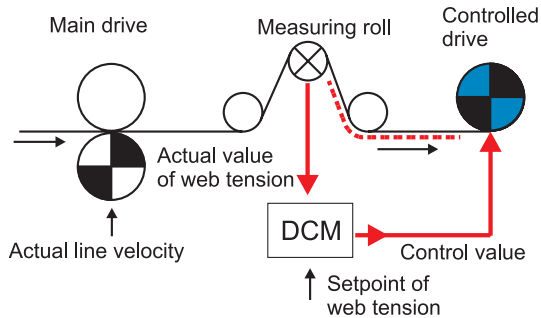 Main drive
Measuring roll
Controlled
drive
Actual value
of web tension
Actual line velocity
DCM
Control value
Setpoint of
web tension